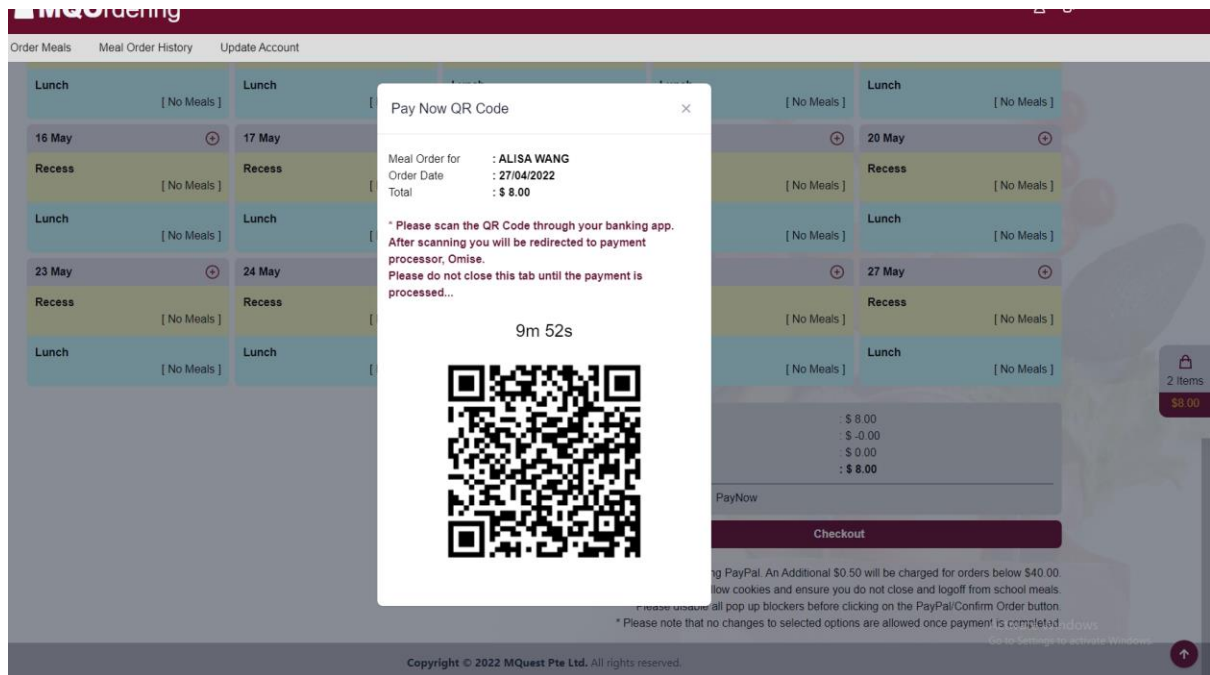 MQOrdering
Order Meals Meal Order History Update Account
Lunch Lunch Lunch
[ No Meals ] [ No Meals ] [ No Meals ]
Pay Now QR Code ×
16 May 17 May 20 May
Meal Order for : ALISA WANG
Order Date : 27/04/2022
Total : $ 8.00
Recess Recess Recess
[ No Meals ] [ No Meals ] [ No Meals ]
* Please scan the QR Code through your banking app.
After scanning you will be redirected to payment
processor, Omise.
Please do not close this tab until the payment is
processed...
Lunch Lunch Lunch
[ No Meals ] [ No Meals ] [ No Meals ]
23 May 24 May 27 May
Recess Recess Recess
[ No Meals ] [ No Meals ] [ No Meals ]
9m 52s
Lunch Lunch Lunch
[ No Meals ] [ No Meals ] [ No Meals ]
2 Items
$8.00
: $ 8.00
: $ -0.00
: $ 0.00
: $ 8.00
PayNow
Checkout
PayPal. An Additional $0.50 will be charged for orders below $40.00.
cookies and ensure you do not close and logoff from school meals.
Please disable all pop up blockers before clicking on the PayPal/Confirm Order button.
* Please note that no changes to selected options are allowed once payment is completed.
Go to Settings to activate Windows.
Copyright © 2022 MQuest Pte Ltd. All rights reserved.